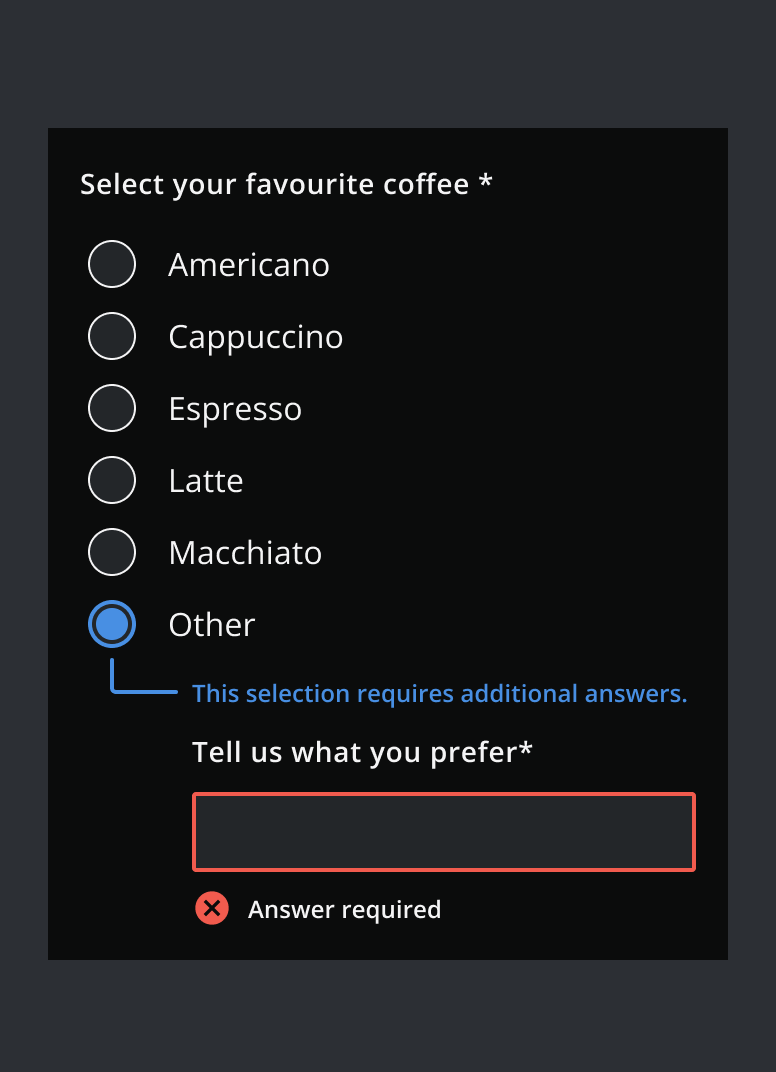 Select your favourite coffee *
Americano
Cappuccino
Espresso
Latte
Macchiato
Other
This selection requires additional answers.
Tell us what you prefer*
Answer required